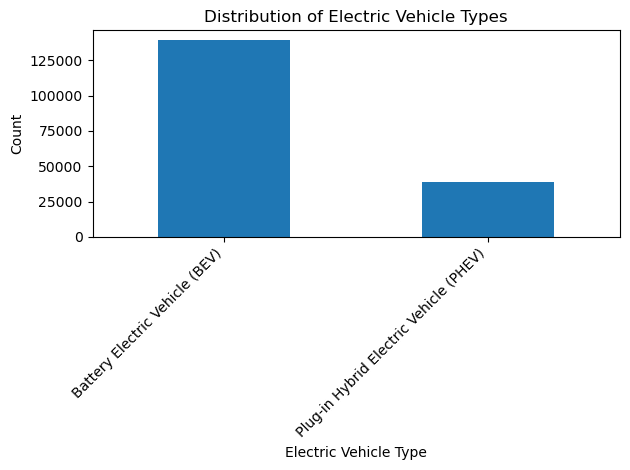 Distribution of Electric Vehicle Types
Count
125000
100000
75000
50000
25000
0
Battery Electric Vehicle (BEV)
Plug-in Hybrid Electric Vehicle (PHEV)
Electric Vehicle Type